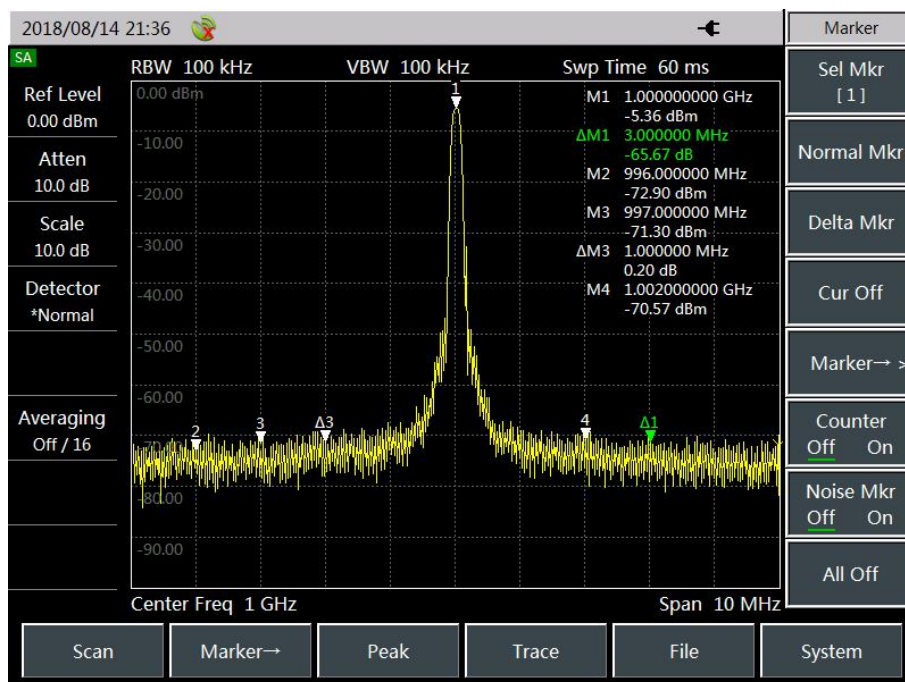 2018/08/14 21:36
Marker
SA
RBW 100 kHz
VBW 100 kHz
Swp Time 60 ms
Ref Level
0.00 dBm
Atten
10.0 dB
Scale
10.0 dB
Detector
*Normal
Averaging
Off / 16
0.00 dBm
-10.00
-20.00
-30.00
-40.00
-50.00
-60.00
-70.00
-80.00
-90.00
1
2
3
Δ3
4
Δ1
M1 1.000000000 GHz
-5.36 dBm
ΔM1 3.000000 MHz
-65.67 dB
M2 996.000000 MHz
-72.90 dBm
M3 997.000000 MHz
-71.30 dBm
ΔM3 1.000000 MHz
0.20 dB
M4 1.002000000 GHz
-70.57 dBm
Center Freq 1 GHz
Span 10 MHz
Sel Mkr
[ 1 ]
Normal Mkr
Delta Mkr
Cur Off
Marker→ >
Counter
Off On
Noise Mkr
Off On
All Off
Scan
Marker→
Peak
Trace
File
System